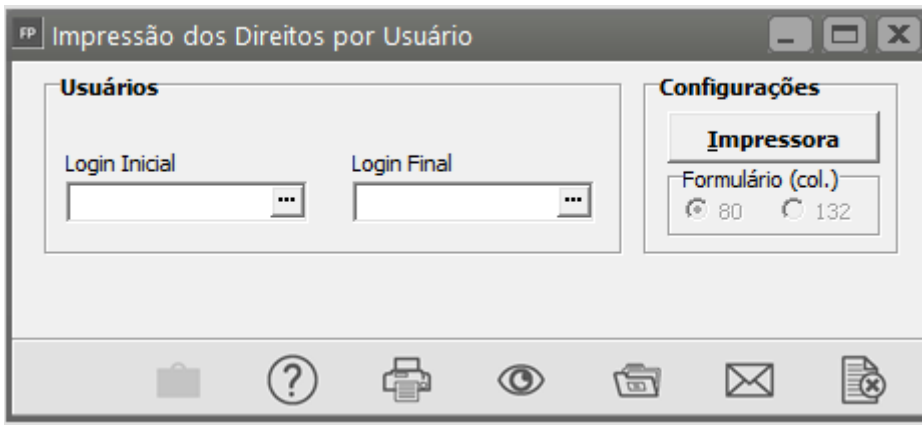 FP Impressão dos Direitos por Usuário
Usuários
Configurações
Impressora
Login Inicial
Login Final
Formulário (col.)
80
132